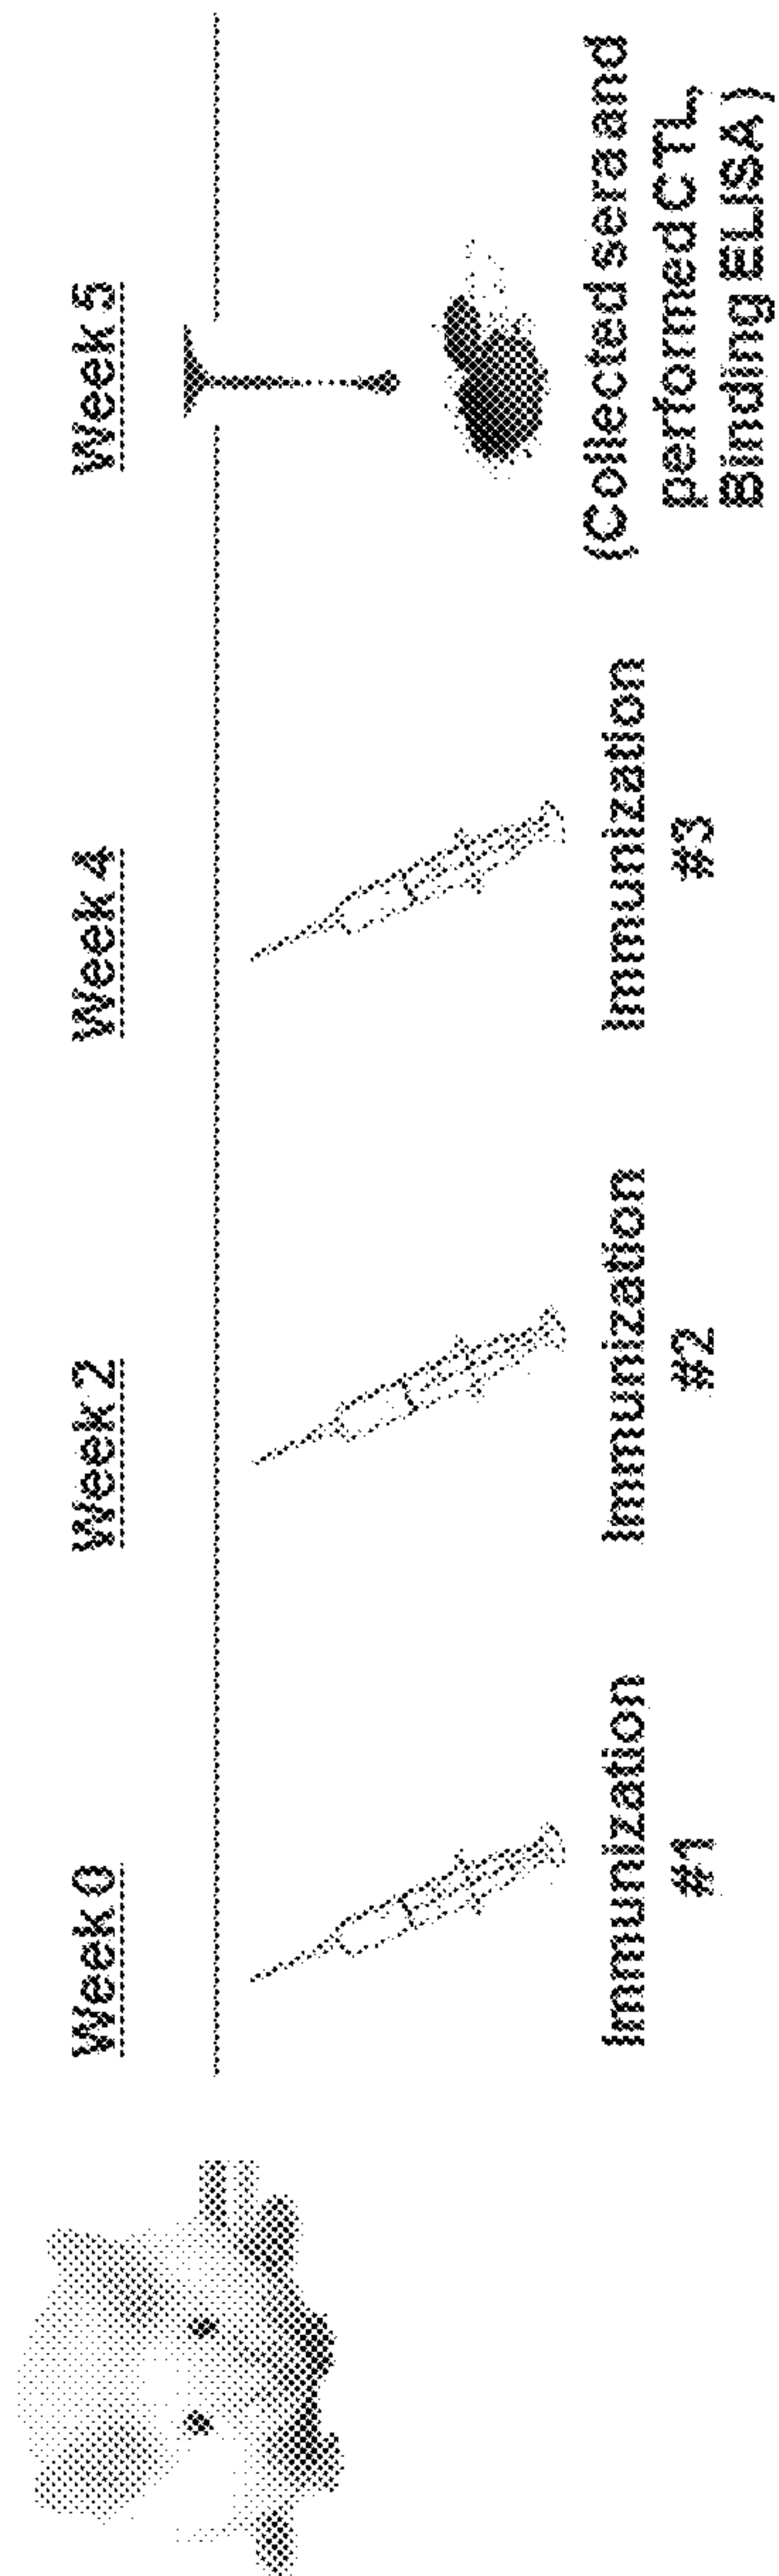 Week 0
Week 2
Week 4
Week 5
Immunization
#1
Immunization
#2
Immunization
#3
(Collected sera and
performed CTL,
Binding ELISA)